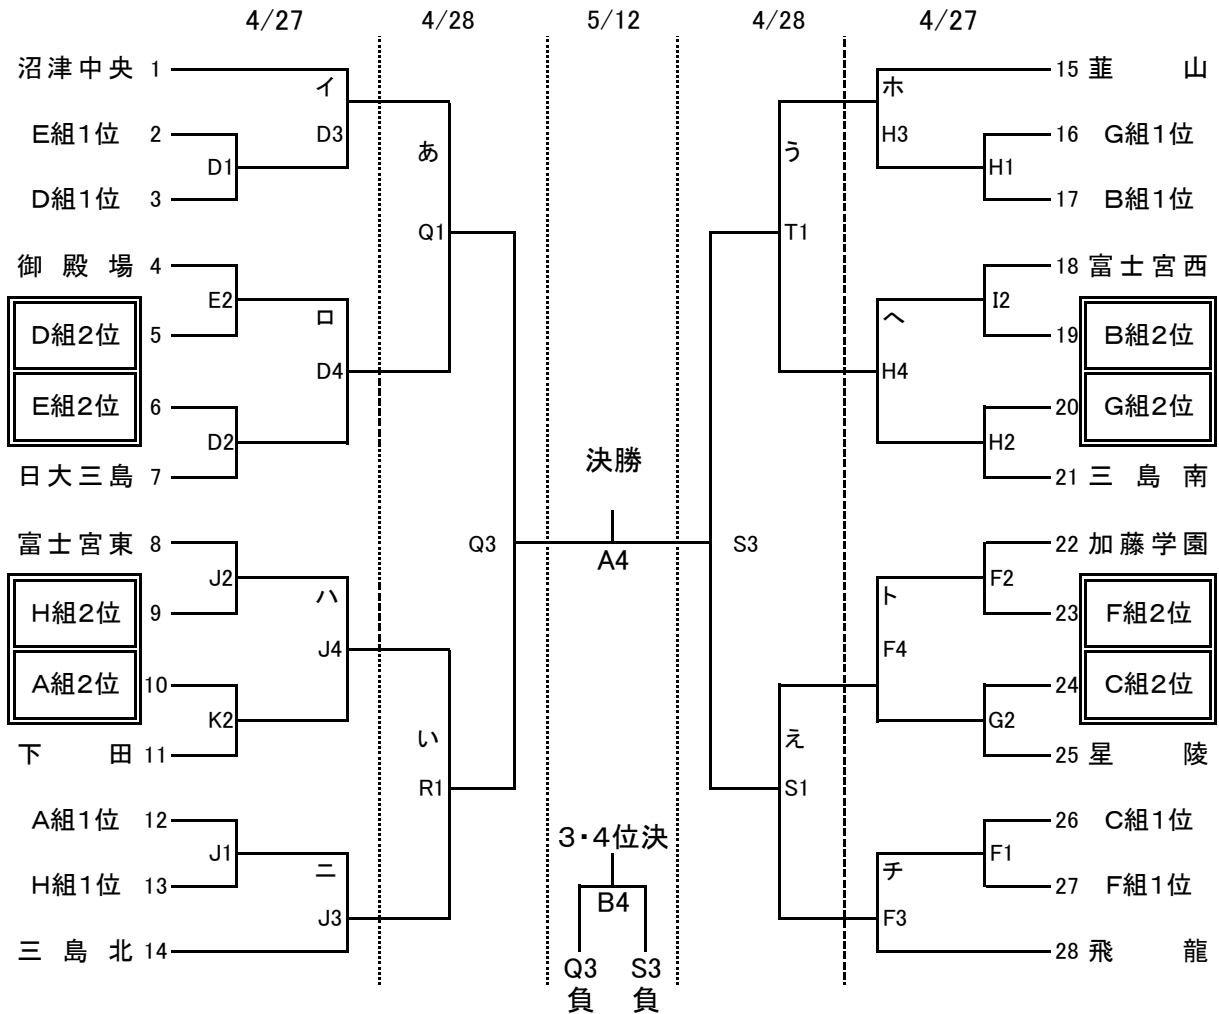 4/27 4/28 5/12 4/28 4/27
沼津中央 1
イ
E組1位 2
D3
D1
D組1位 3
あ
Q1
御殿場 4
E2
D組2位 5
ロ
D4
E組2位 6
D2
日大三島 7
富士宮東 8
J2
H組2位 9
ハ
J4
A組2位 10
K2
下田 11
い
R1
A組1位 12
J1
H組1位 13
ニ
J3
三島北 14
Q3
決勝
A4
3・4位決
B4
Q3 S3
負 負
S3
15 韮山
ホ
16 G組1位
H3
H1
17 B組1位
う
T1
18 富士宮西
I2
19 B組2位
ヘ
H4
20 G組2位
H2
21 三島南
22 加藤学園
F2
23 F組2位
ト
F4
24 C組2位
G2
25 星陵
え
S1
26 C組1位
F1
27 F組1位
チ
F3
28 飛龍